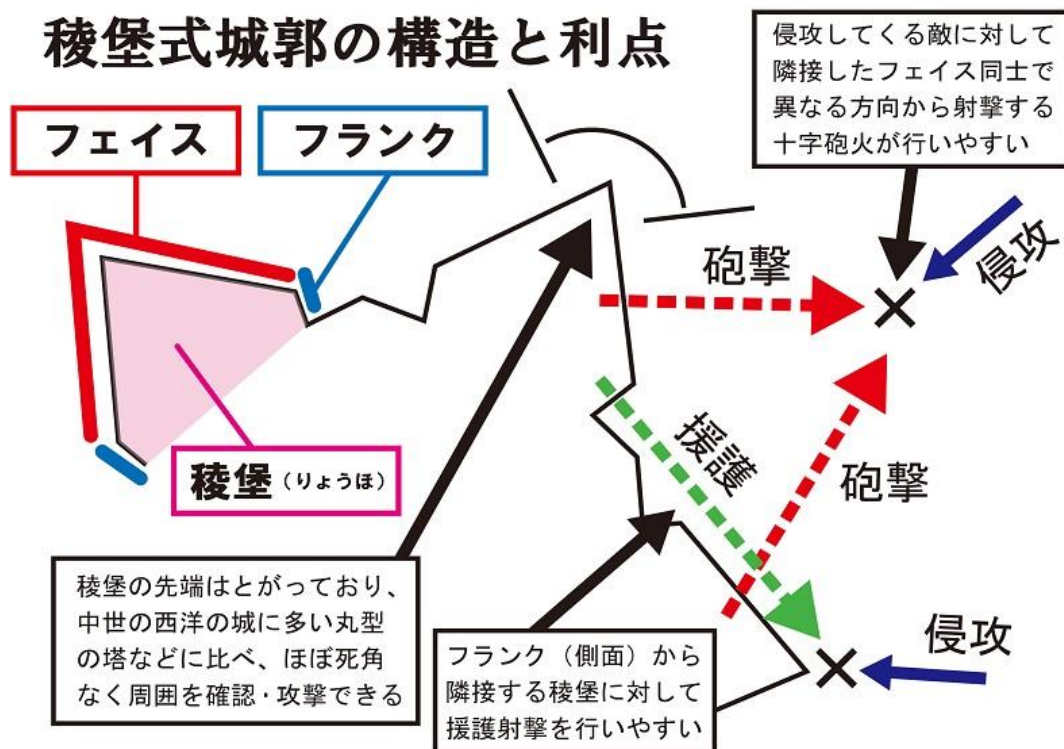 稜堡式城郭の構造と利点
侵攻してくる敵に対して
隣接したフェイス同士で
異なる方向から射撃する
十字砲火が行いやすい
フェイス
フランク
砲撃
侵攻
援護
砲撃
稜堡（りょうほ）
稜堡の先端はとがっており、
中世の西洋の城に多い丸型
の塔などに比べ、ほぼ死角
なく周囲を確認・攻撃できる
フランク（側面）から
隣接する稜堡に対して
援護射撃を行いやすい
侵攻